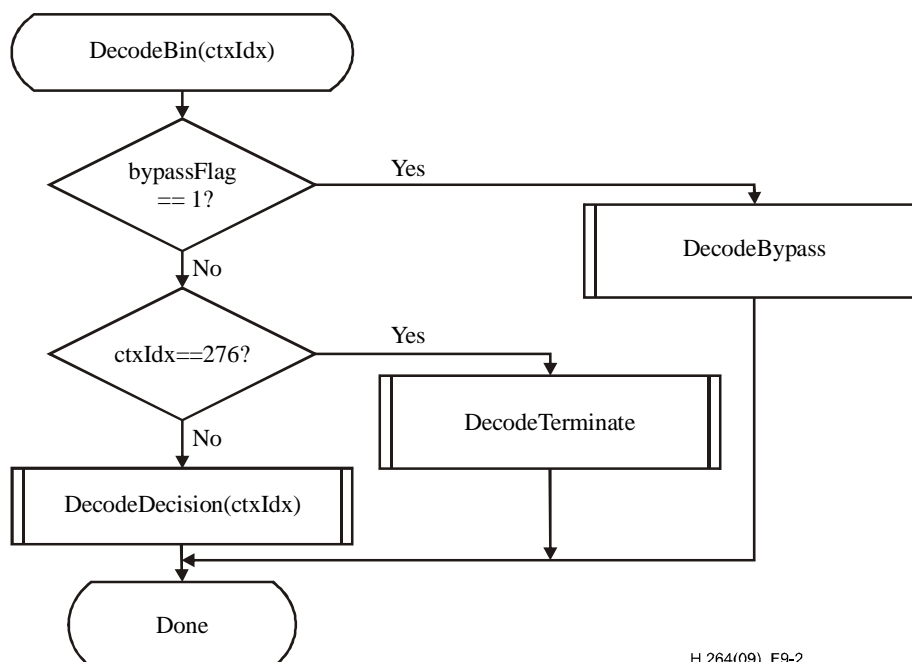 DecodeBin(ctxIdx)
bypassFlag
== 1?
Yes
DecodeBypass
No
ctxIdx==276?
Yes
DecodeTerminate
No
DecodeDecision(ctxIdx)
Done
H.264(09)_F9-2